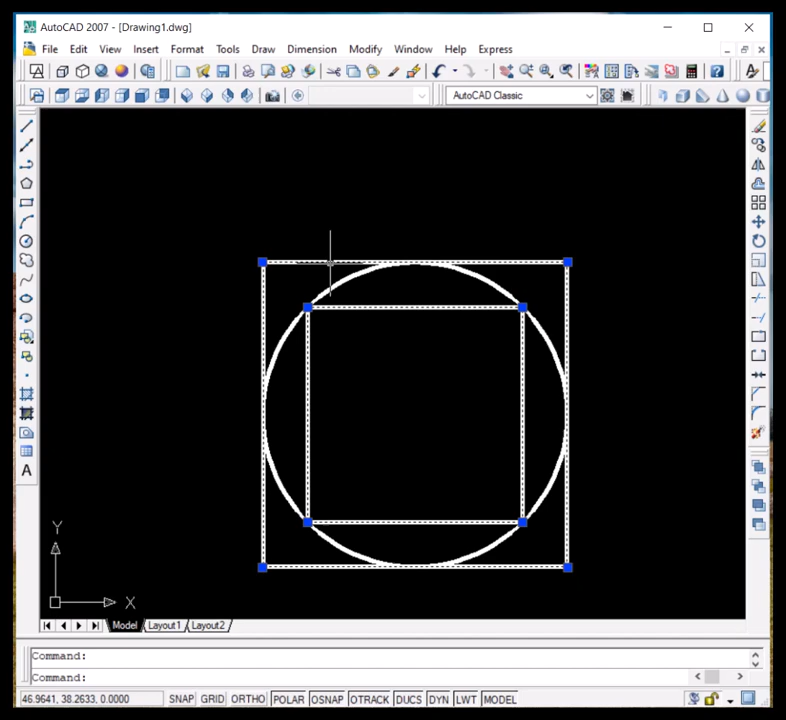 AutoCAD 2007 - [Drawing1.dwg]
File Edit View Insert Format Tools Draw Dimension Modify Window Help Express
AutoCAD Classic
A
Y
X
Model Layout1 Layout2
Command:
Command:
46.9641, 38.2633, 0.0000 SNAP GRID ORTHO POLAR OSNAP OTRACK DUCS DYN LWT MODEL